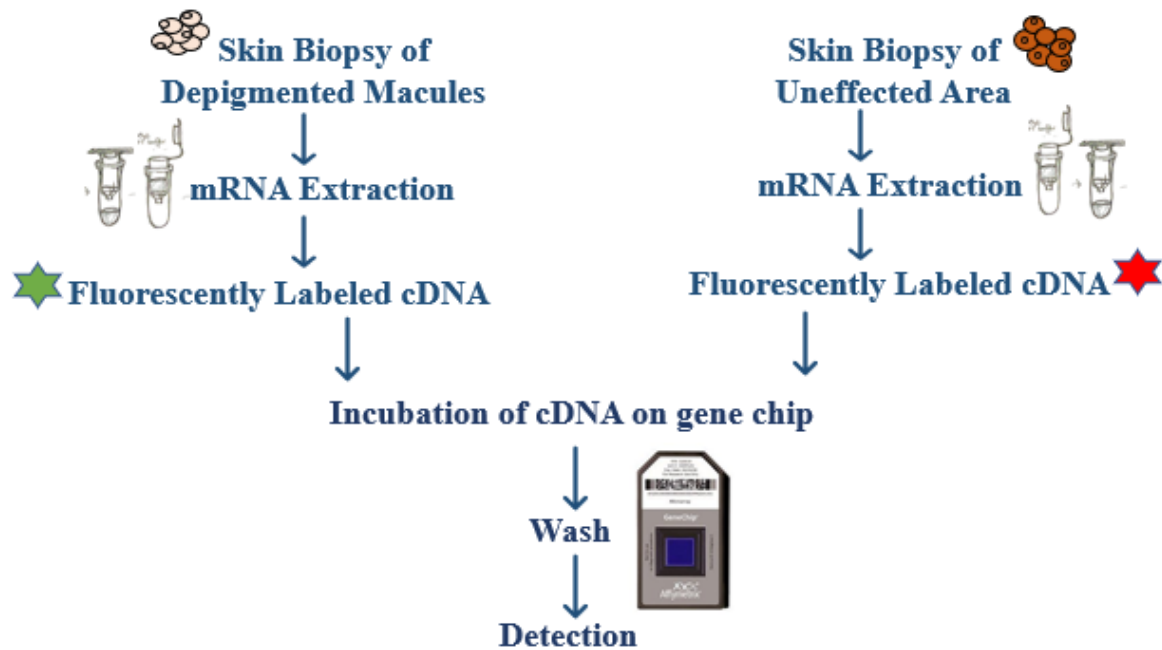 Skin Biopsy of
Depigmented Macules
Skin Biopsy of
Uneffected Area
mRNA Extraction
mRNA Extraction
Fluorescently Labeled cDNA
Fluorescently Labeled cDNA
Incubation of cDNA on gene chip
Wash
GeneChip
Affymetrix
Detection